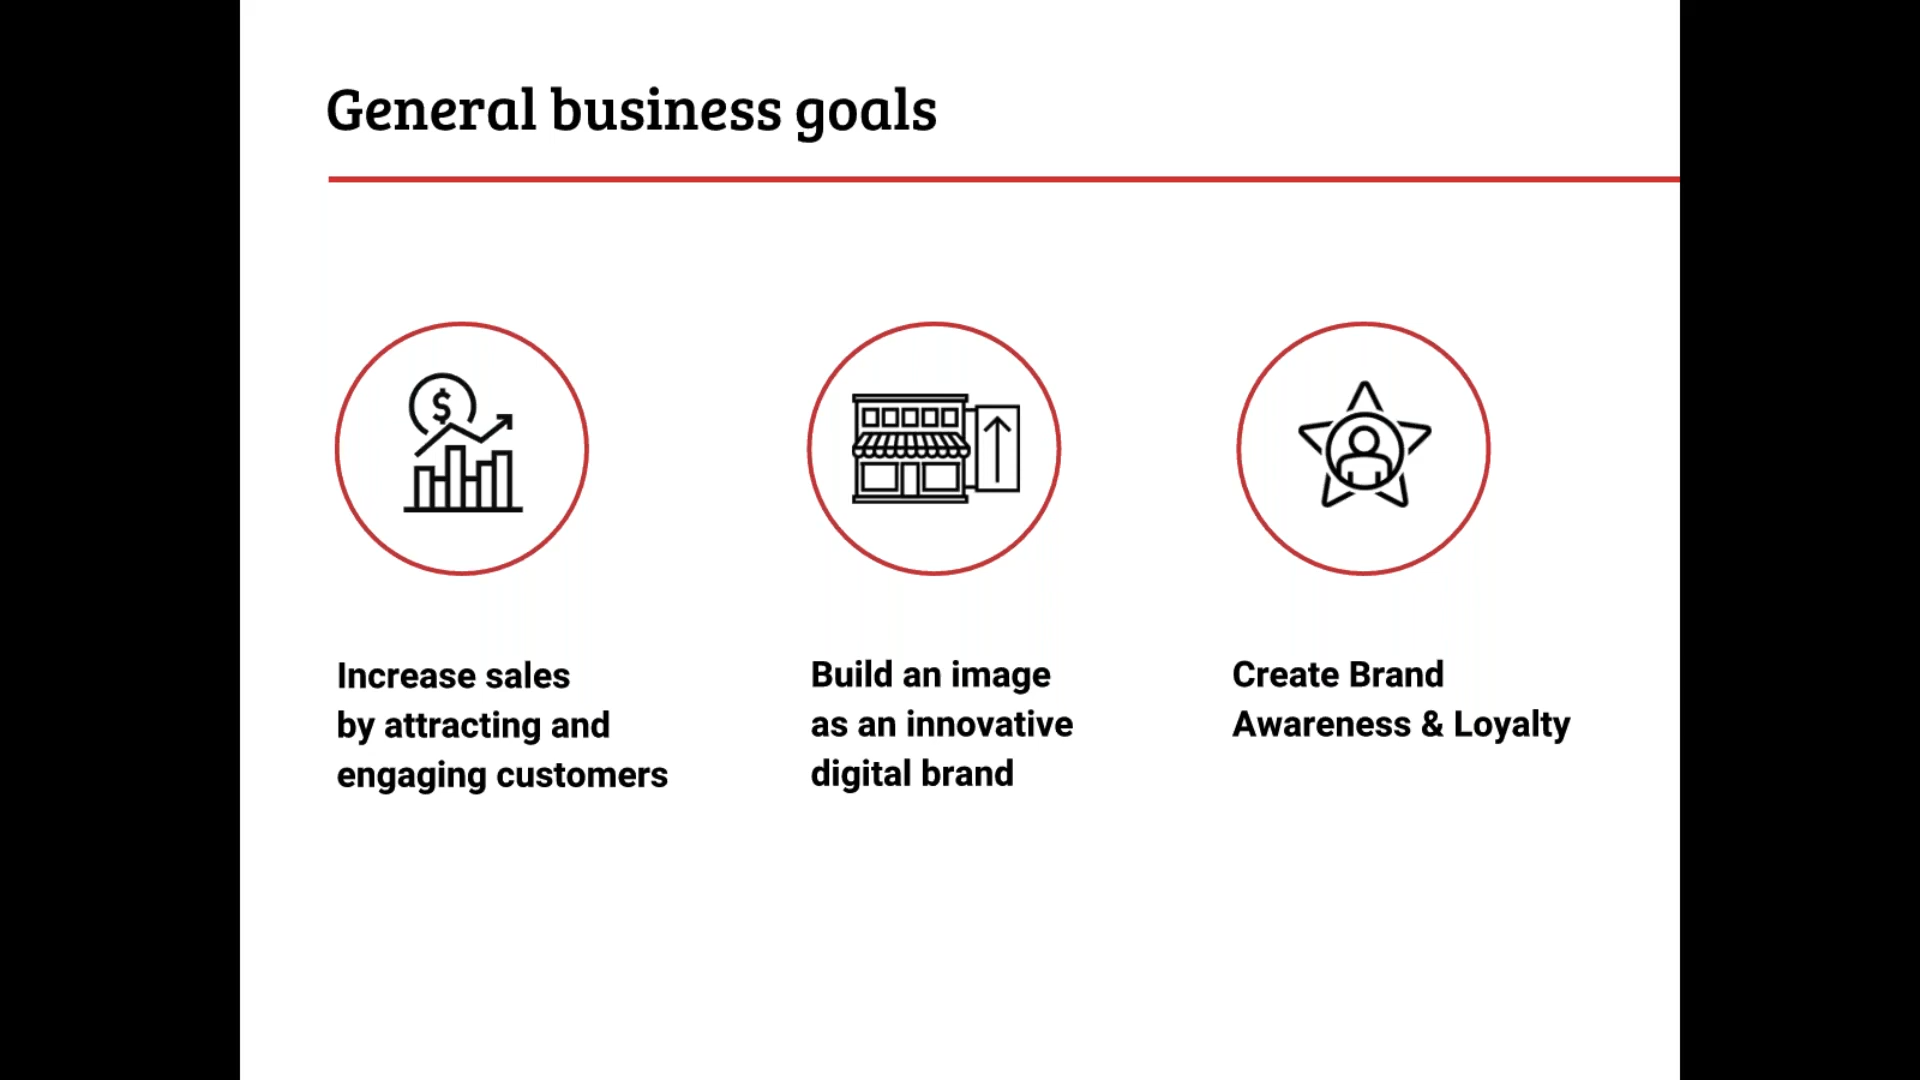 General business goals
$
Increase sales
by attracting and
engaging customers
Build an image
as an innovative
digital brand
Create Brand
Awareness & Loyalty